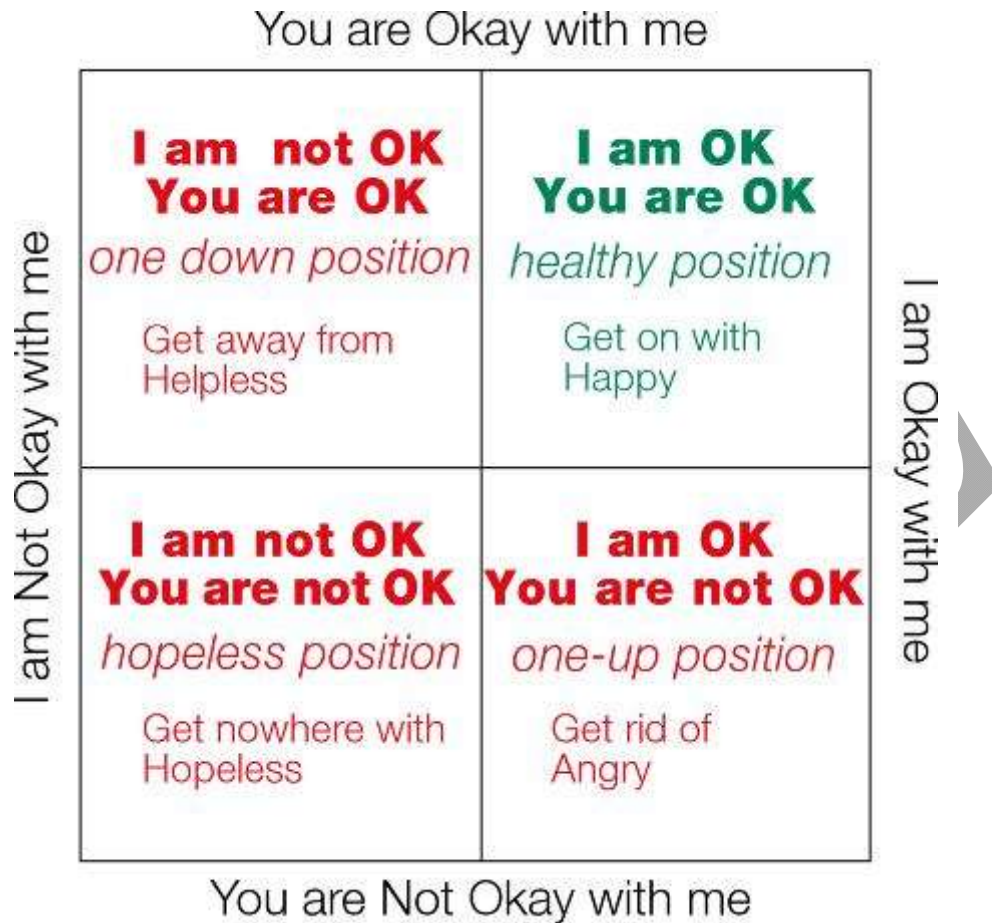 You are Okay with me
I am Not Okay with me
I am not OK
You are OK
one down position
Get away from
Helpless
I am OK
You are OK
healthy position
Get on with
Happy
I am Okay with me
I am not OK
You are not OK
hopeless position
Get nowhere with
Hopeless
I am OK
You are not OK
one-up position
Get rid of
Angry
You are Not Okay with me